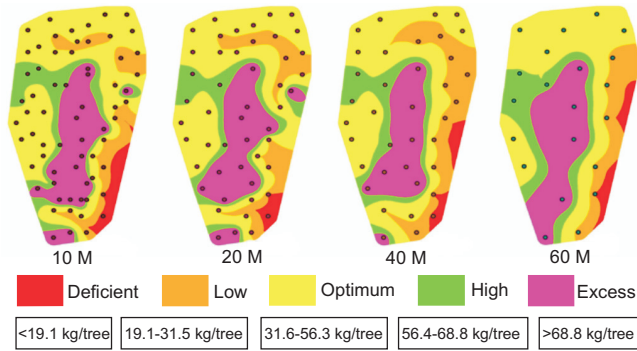 10 M 20 M 40 M 60 M
Deficient Low Optimum High Excess
<19.1 kg/tree 19.1-31.5 kg/tree 31.6-56.3 kg/tree 56.4-68.8 kg/tree >68.8 kg/tree